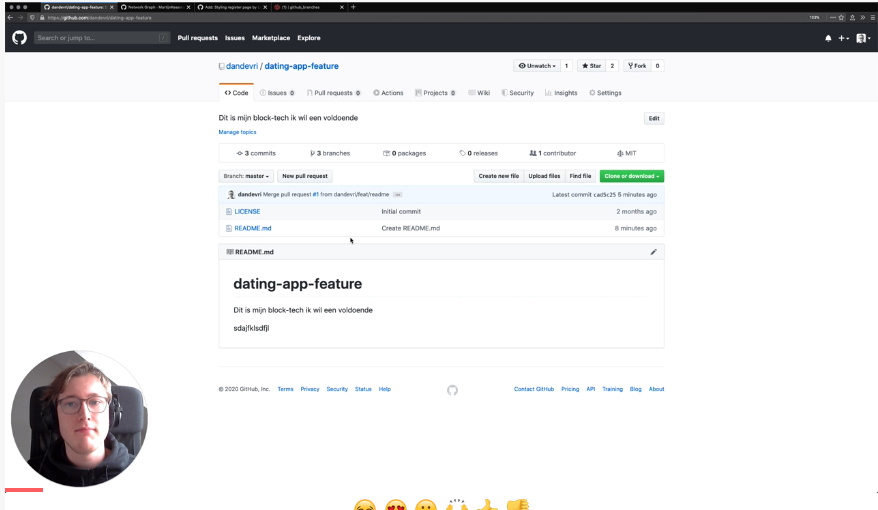 dandevri/dating-app-feature: D
Network Graph · MartijnKeesm
Add: Styling register page by
(1) | github_branches
https://github.com/dandevri/dating-app-feature
Search or jump to...
Pull requests Issues Marketplace Explore
dandevri / dating-app-feature
Unwatch 1 Star 2 Fork 0
Code Issues 0 Pull requests 0 Actions Projects 0 Wiki Security Insights Settings
Dit is mijn block-tech ik wil een voldoende Edit
Manage topics
3 commits 3 branches 0 packages 0 releases 1 contributor MIT
Branch: master New pull request Create new file Upload files Find file Clone or download
dandevri Merge pull request #1 from dandevri/feat/readme Latest commit cad5c25 5 minutes ago
LICENSE Initial commit 2 months ago
README.md Create README.md 8 minutes ago
README.md
dating-app-feature
Dit is mijn block-tech ik wil een voldoende
sdajfklsdfjl
© 2020 GitHub, Inc. Terms Privacy Security Status Help Contact GitHub Pricing API Training Blog About